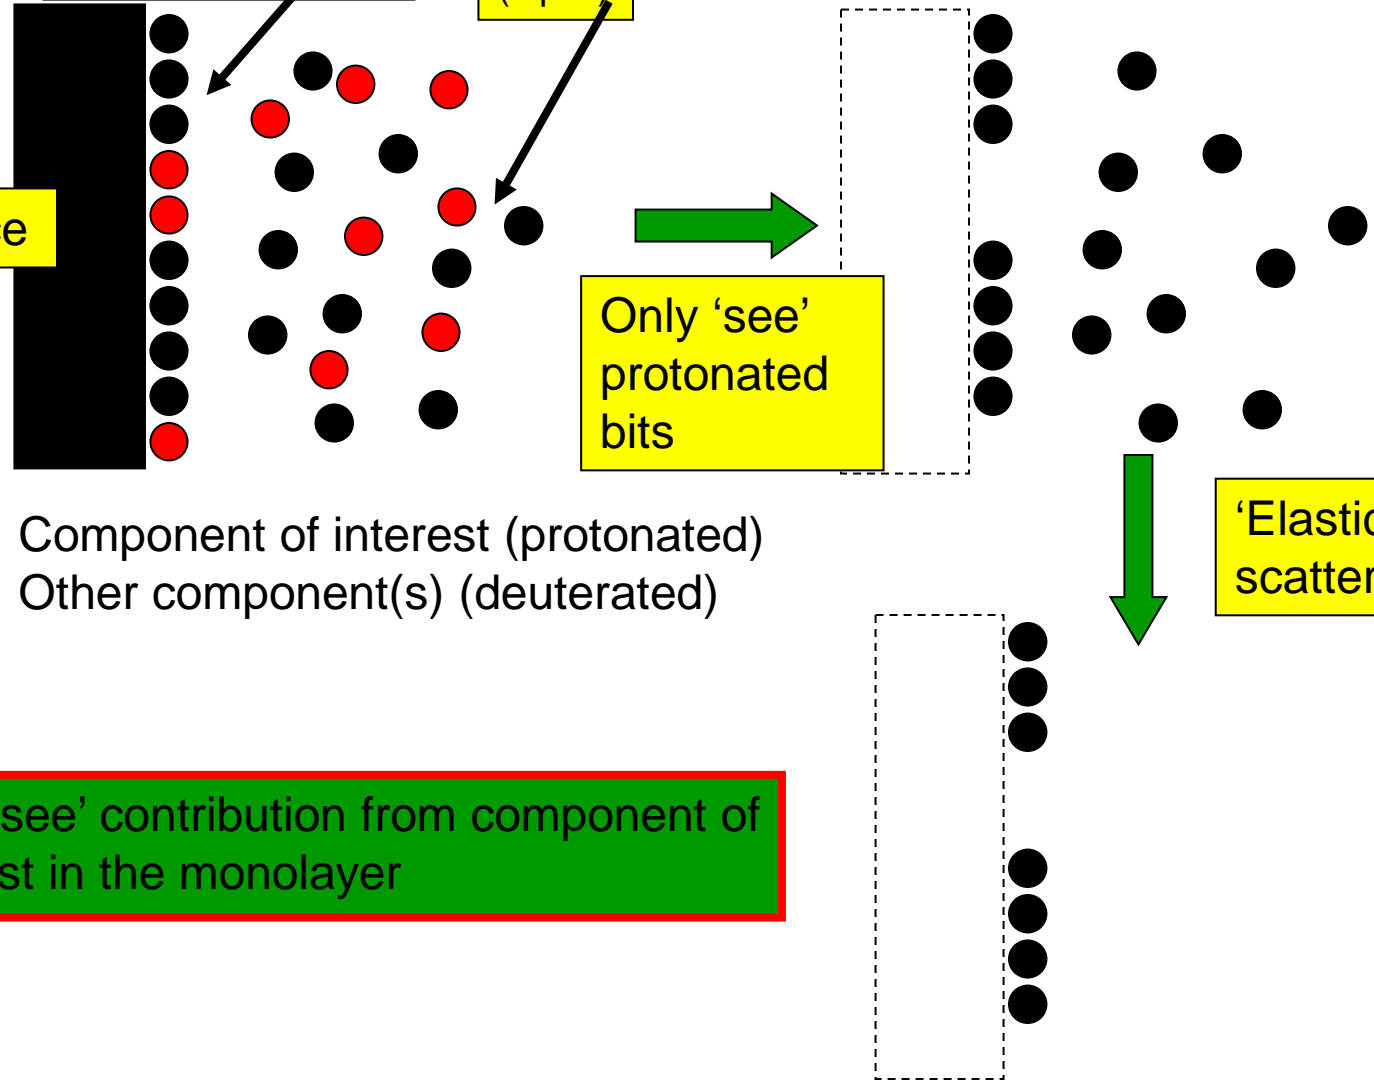 Only ‘see’
protonated
bits
Component of interest (protonated)
Other component(s) (deuterated)
‘Elastic
scatter
see’ contribution from component of
st in the monolayer